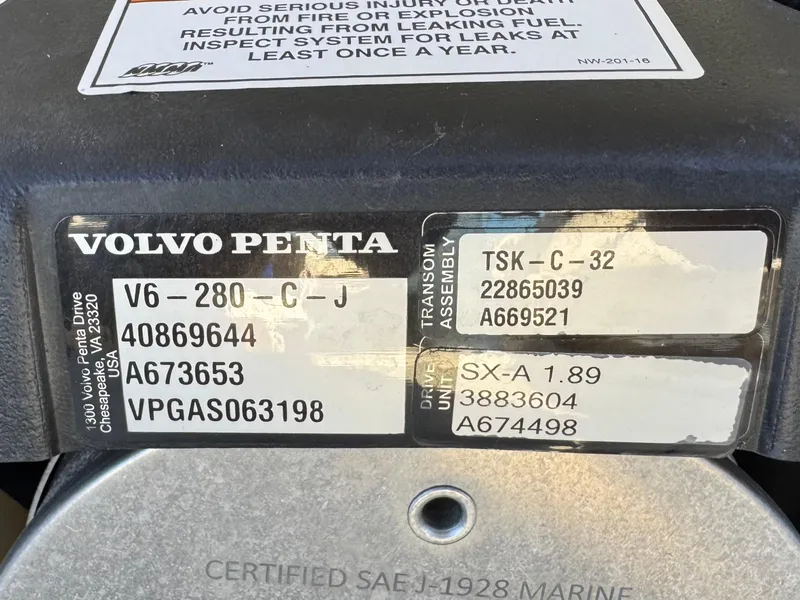 AVOID SERIOUS INJURY OR DEATH
FROM FIRE OR EXPLOSION
RESULTING FROM LEAKING FUEL.
INSPECT SYSTEM FOR LEAKS AT
LEAST ONCE A YEAR.
NMMA™
NW-201-16
VOLVO PENTA
1300 Volvo Penta Drive
Chesapeake, VA 23320
USA
V6-280-C-J
40869644
A673653
VPGAS063198
TRANSOM
ASSEMBLY
TSK-C-32
22865039
A669521
DRIVE
UNIT
SX-A 1.89
3883604
A674498
CERTIFIED SAE J-1928 MARINE